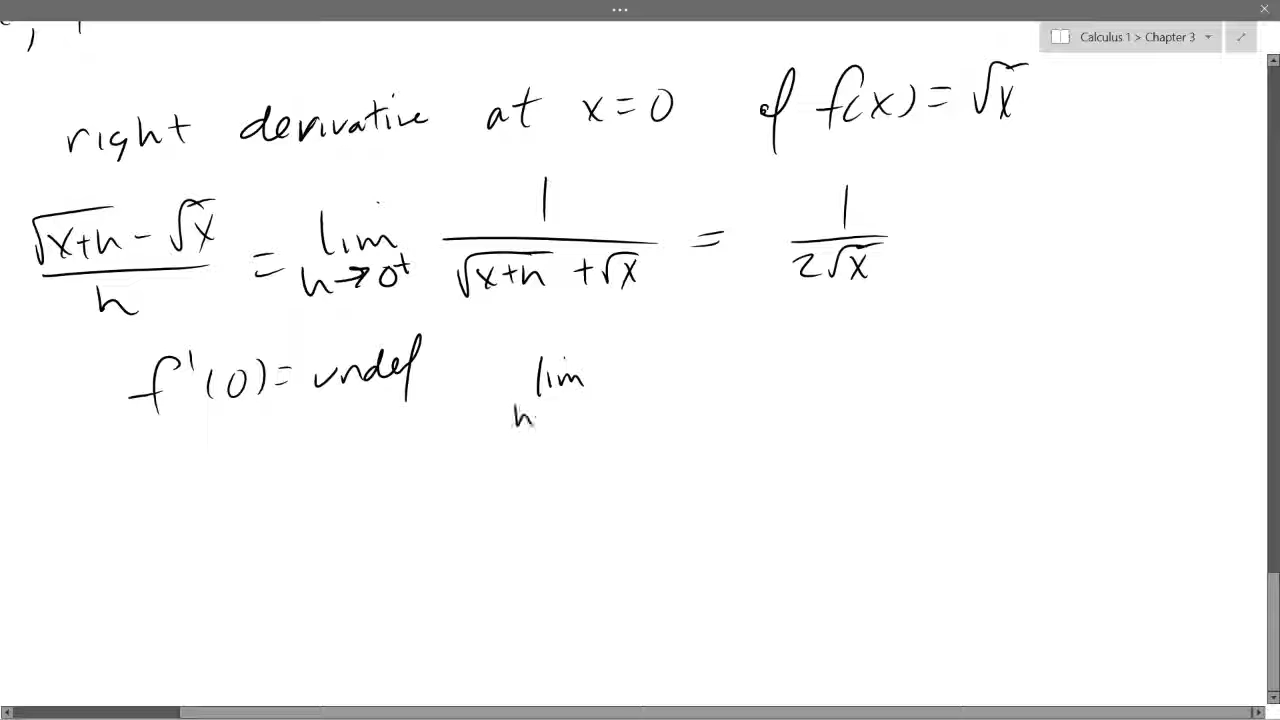 Calculus 1 > Chapter 3
right derivative at x=0 of f(x) = √x
(√(x+h) - √x)/h = lim h→0⁺ 1/(√(x+h) + √x) = 1/(2√x)
f'(0) = undef lim h